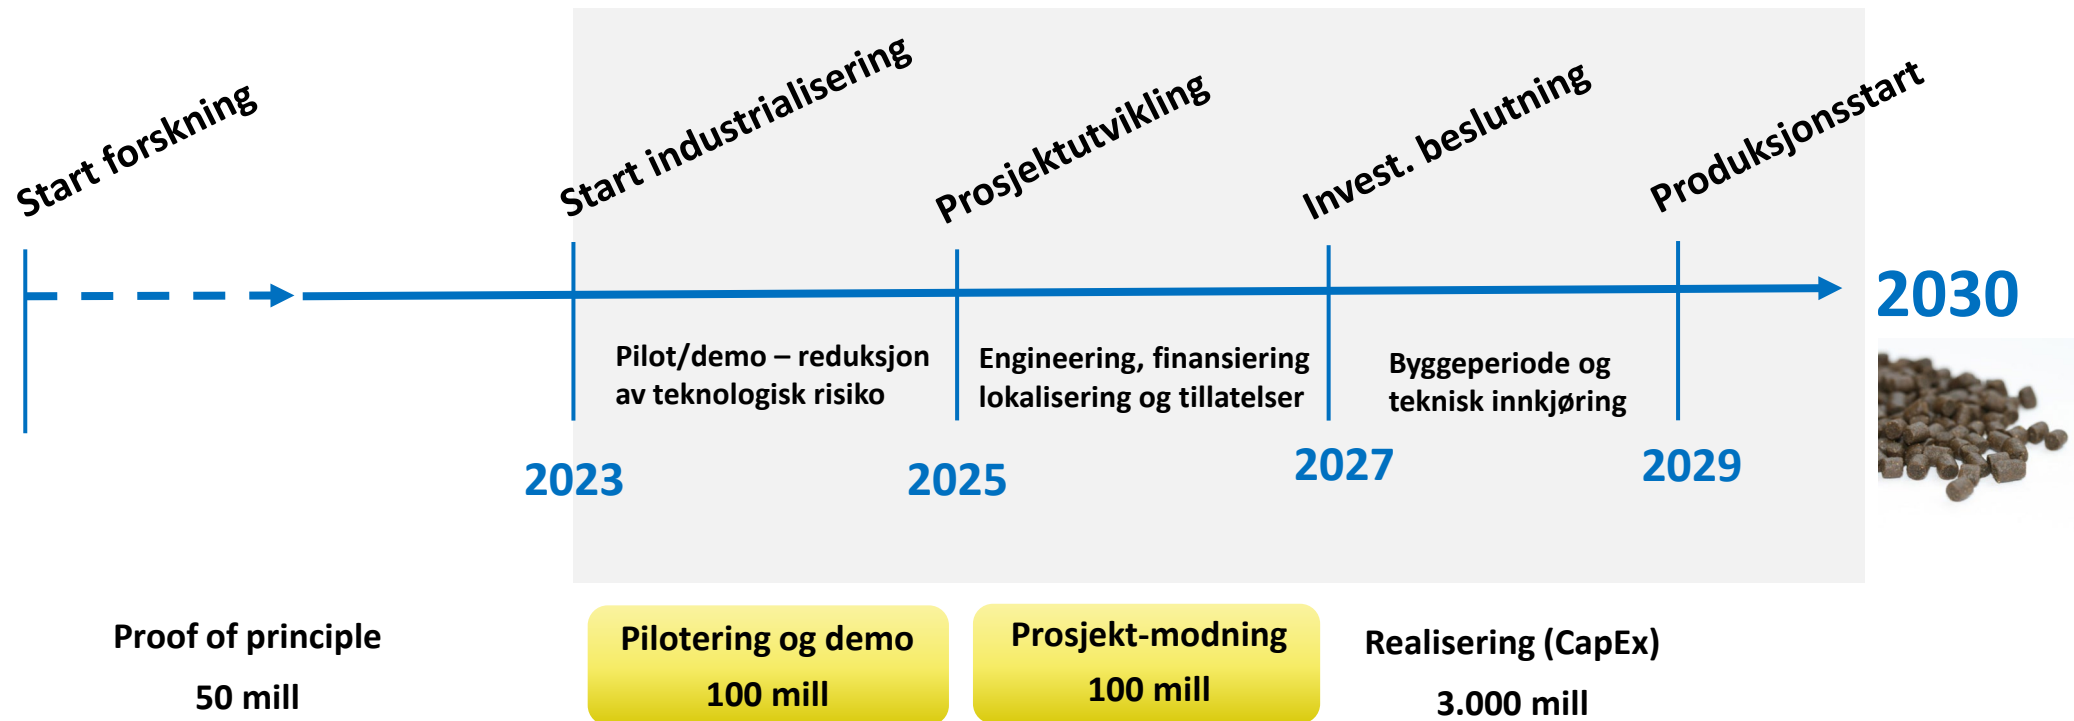 Start forskning
Start industrialisering
Prosjektutvikling
Invest. beslutning
Produksjonsstart
2030
Pilot/demo – reduksjon
av teknologisk risiko
Engineering, finansiering
lokalisering og tillatelser
Byggeperiode og
teknisk innkjøring
2023
2025
2027
2029
Proof of principle
50 mill
Pilotering og demo
100 mill
Prosjekt-modning
100 mill
Realisering (CapEx)
3.000 mill